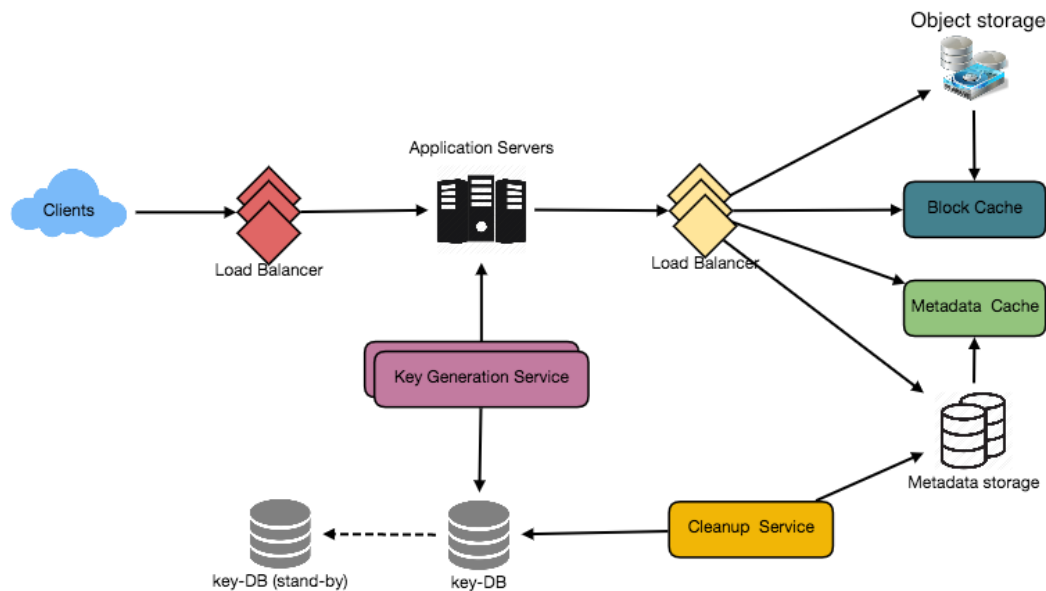 Object storage
Application Servers
Clients
Block Cache
Load Balancer
Load Balancer
Metadata Cache
Key Generation Service
Metadata storage
Cleanup Service
key-DB (stand-by)
key-DB